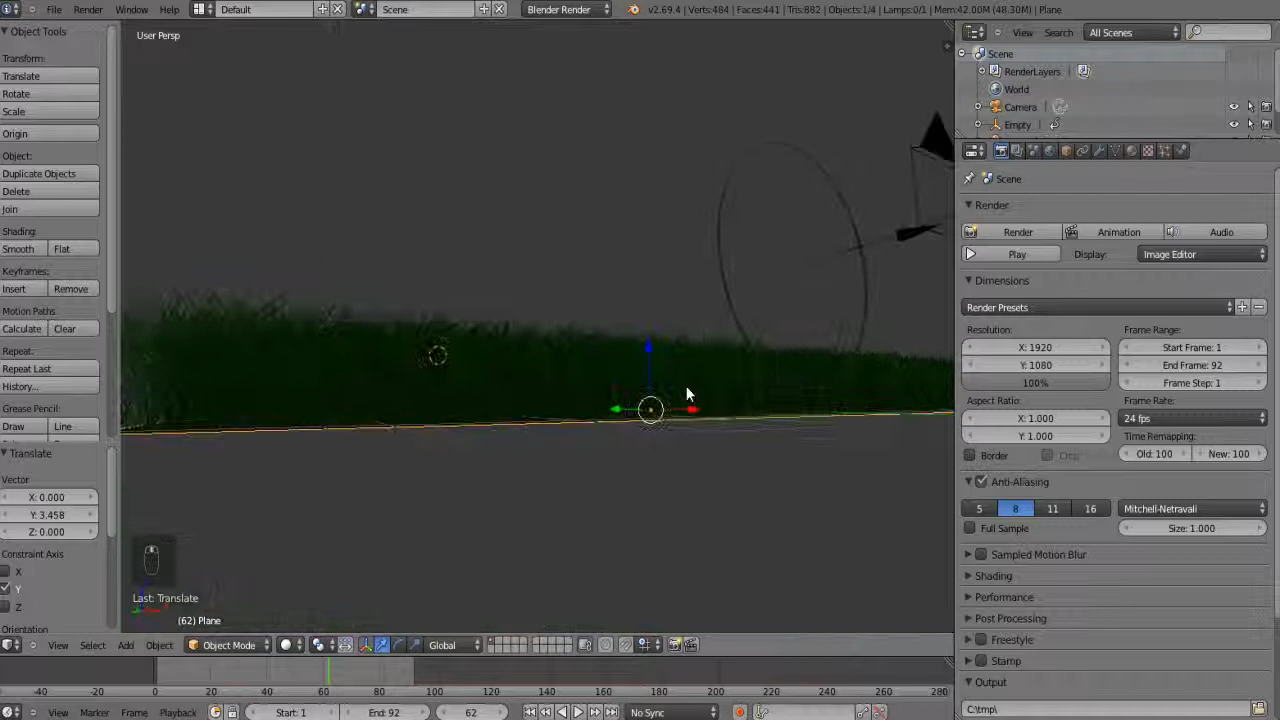 File Render Window Help Default Scene Blender Render v2.69.4 | Verts:484 | Faces:441 | Tris:882 | Objects:1/4 | Lamps:0/1 | Mem:42.00M (48.30M) | Plane
Object Tools
Transform:
Translate
Rotate
Scale
Origin
Object:
Duplicate Objects
Delete
Join
Shading:
Smooth Flat
Keyframes:
Insert Remove
Motion Paths:
Calculate Clear
Repeat:
Repeat Last
History...
Grease Pencil:
Draw Line
Translate
Vector
X: 0.000
Y: 3.458
Z: 0.000
Constraint Axis
X
Y
Z
Orientation
User Persp
Last: Translate
(62) Plane
View Select Add Object Object Mode Global
-40 -20 0 20 40 60 80 100 120 140 160 180 200 220 240 260 280
View Marker Frame Playback Start: 1 End: 92 62 No Sync
View Search All Scenes
Scene
RenderLayers
World
Camera
Empty
Scene
Render
Render Animation Audio
Play Display: Image Editor
Dimensions
Render Presets
Resolution: Frame Range:
X: 1920 Start Frame: 1
Y: 1080 End Frame: 92
100% Frame Step: 1
Aspect Ratio: Frame Rate:
X: 1.000 24 fps
Y: 1.000 Time Remapping:
Border Crop Old: 100 New: 100
Anti-Aliasing
5 8 11 16 Mitchell-Netravali
Full Sample Size: 1.000
Sampled Motion Blur
Shading
Performance
Post Processing
Freestyle
Stamp
Output
C:\tmp\